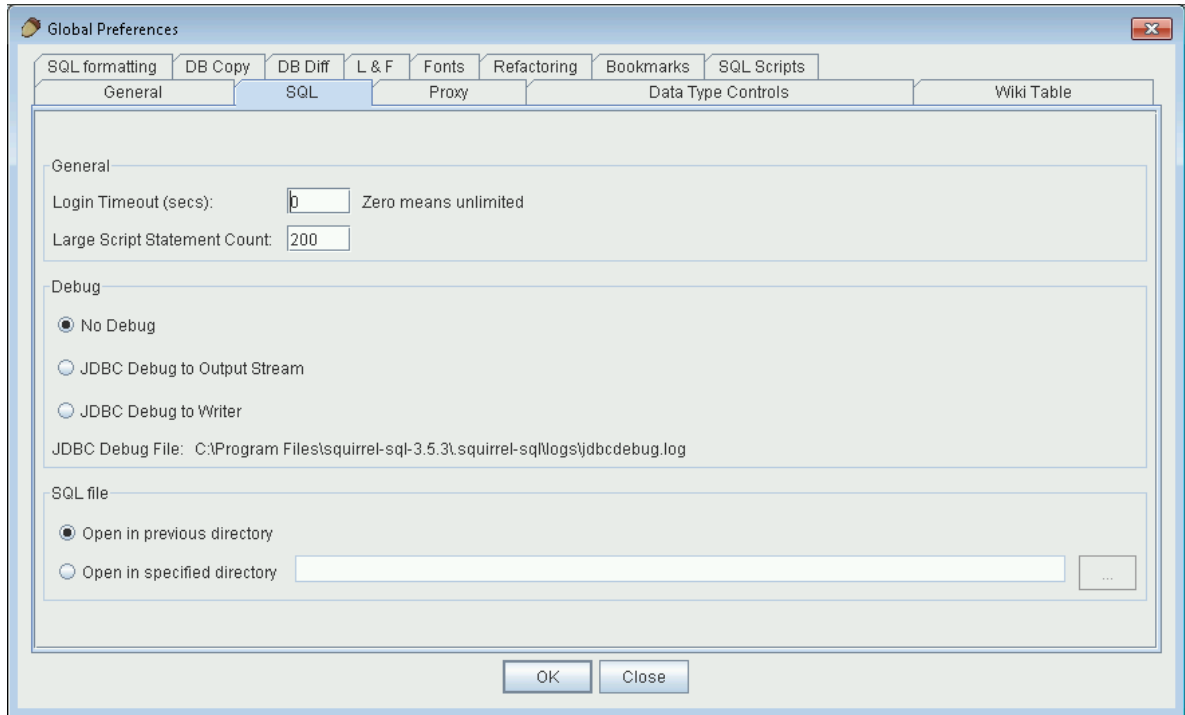 Global Preferences
SQL formatting DB Copy DB Diff L & F Fonts Refactoring Bookmarks SQL Scripts
General SQL Proxy Data Type Controls Wiki Table
General
Login Timeout (secs): 0 Zero means unlimited
Large Script Statement Count: 200
Debug
No Debug
JDBC Debug to Output Stream
JDBC Debug to Writer
JDBC Debug File: C:\Program Files\squirrel-sql-3.5.3\.squirrel-sql\logs\jdbcdebug.log
SQL file
Open in previous directory
Open in specified directory ...
OK Close